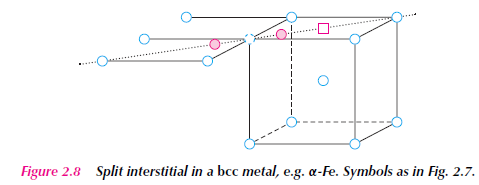 Figure 2.8 Split interstitial in a bcc metal, e.g. α-Fe. Symbols as in Fig. 2.7.